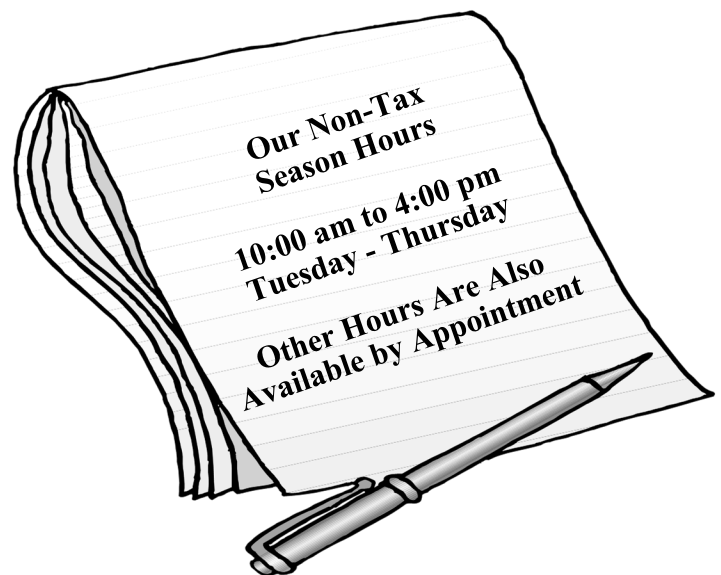 Our Non-Tax
Season Hours
10:00 am to 4:00 pm
Tuesday - Thursday
Other Hours Are Also
Available by Appointment